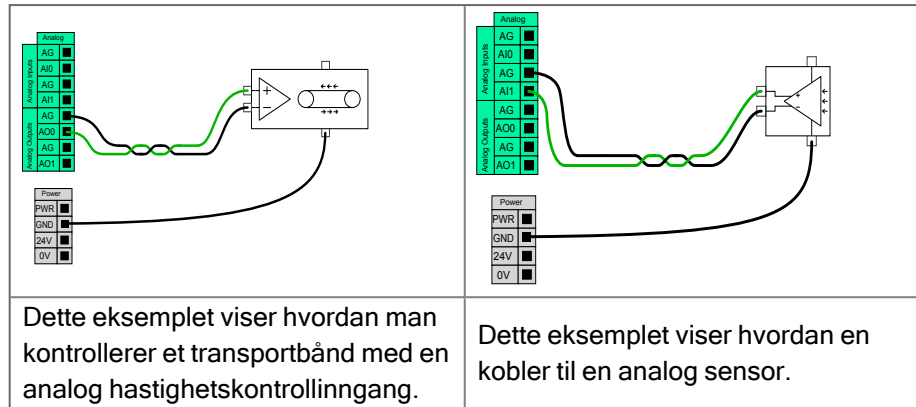 Analog
Analog Inputs
AG
AI0
AG
AI1
Analog Outputs
AG
AO0
AG
AO1
+
−
←←←
→→→
Power
PWR
GND
24V
0V
Dette eksemplet viser hvordan man
kontrollerer et transportbånd med en
analog hastighetskontrollinngang.
Analog
Analog Inputs
AG
AI0
AG
AI1
Analog Outputs
AG
AO0
AG
AO1
+
−
Power
PWR
GND
24V
0V
Dette eksemplet viser hvordan en
kobler til en analog sensor.